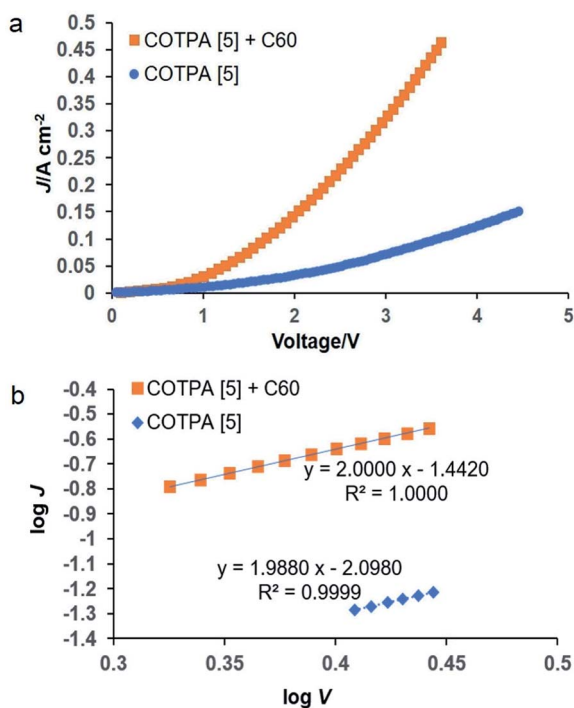 a
COTPA [5] + C60
COTPA [5]
J/A cm⁻²
0.5
0.45
0.4
0.35
0.3
0.25
0.2
0.15
0.1
0.05
0
0 1 2 3 4 5
Voltage/V
b
COTPA [5] + C60
COTPA [5]
log J
-0.4
-0.5
-0.6
-0.7
-0.8
-0.9
-1
-1.1
-1.2
-1.3
-1.4
y = 2.0000 x - 1.4420
R² = 1.0000
y = 1.9880 x - 2.0980
R² = 0.9999
0.3 0.35 0.4 0.45 0.5
log V